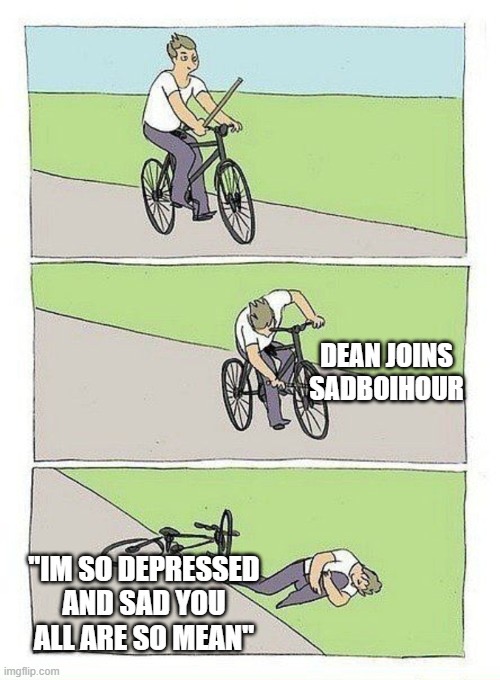 DEAN JOINS
SADBOIHOUR
"IM SO DEPRESSED
AND SAD YOU
ALL ARE SO MEAN"
imgflip.com